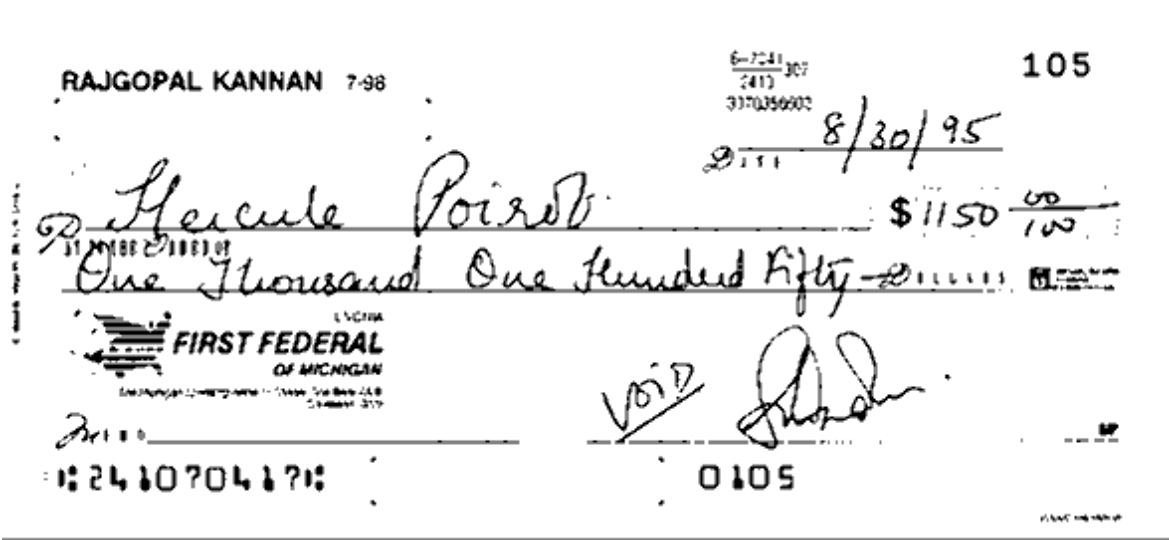 RAJGOPAL KANNAN 7-98
105
8/30/95
Hercule Poirot
$ 1150 00/100
One Thousand One Hundred Fifty
FIRST FEDERAL
OF MICHIGAN
VOID
⑆241070417⑆ 0105